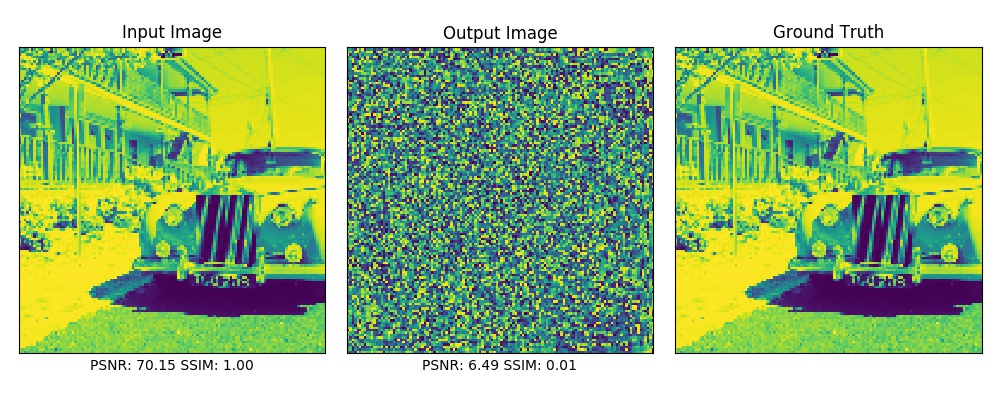 Input Image
Output Image
Ground Truth
PSNR: 70.15 SSIM: 1.00
PSNR: 6.49 SSIM: 0.01